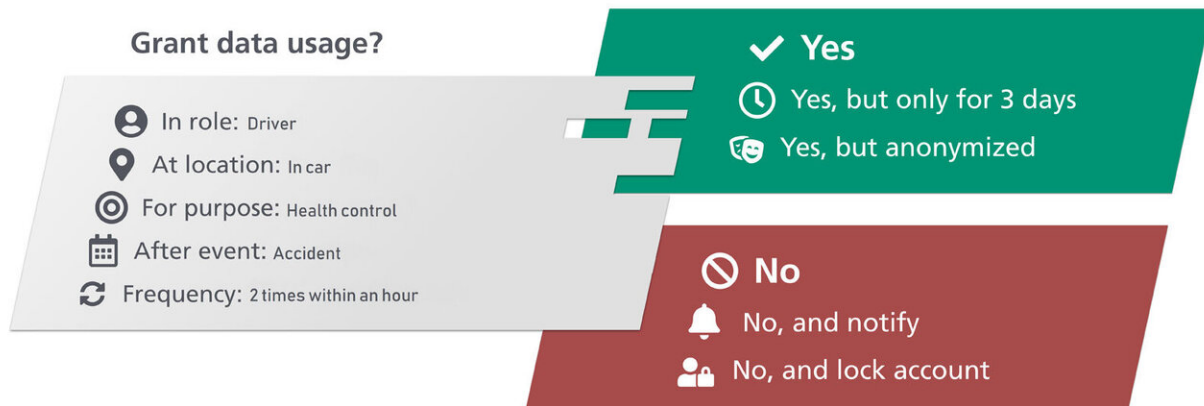 Grant data usage?
In role: Driver
At location: In car
For purpose: Health control
After event: Accident
Frequency: 2 times within an hour
Yes
Yes, but only for 3 days
Yes, but anonymized
No
No, and notify
No, and lock account